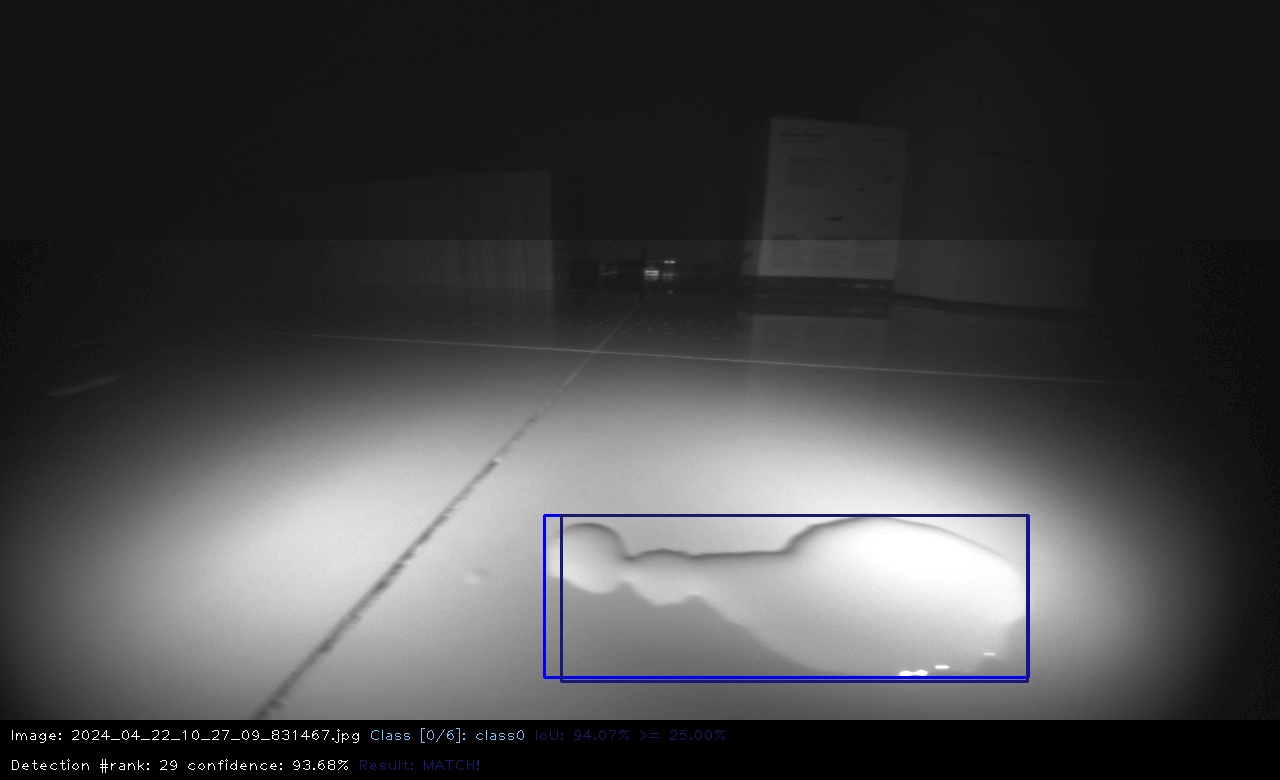 Image: 2024_04_22_10_27_09_831467.jpg Class [0/6]: class0 IoU: 94.07% >= 25.00%
Detection #rank: 29 confidence: 93.68% Result: MATCH!